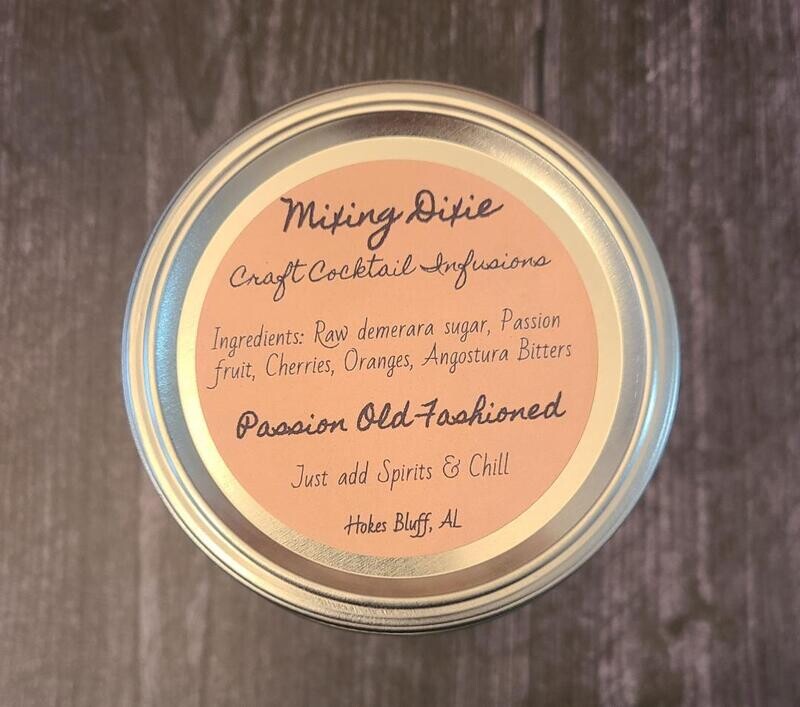 Mixing Dixie
Craft Cocktail Infusions
Ingredients: Raw demerara sugar, Passion
fruit, Cherries, Oranges, Angostura Bitters
Passion Old-Fashioned
Just add Spirits & Chill
Hokes Bluff, AL